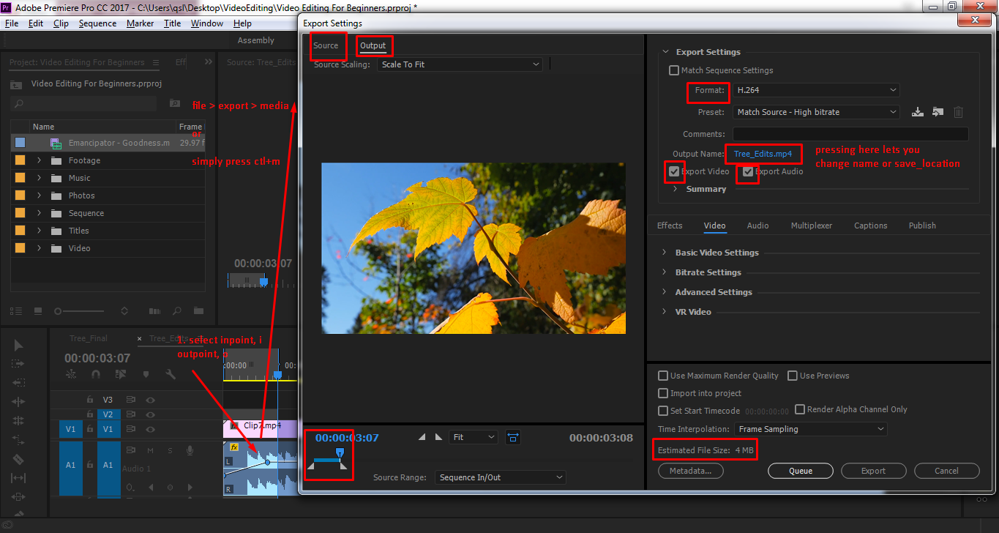 Adobe Premiere Pro CC 2017 - C:\Users\qsl\Desktop\VideoEditing\Video Editing For Beginners.prproj *
File Edit Clip Sequence Marker Title Window Help
Assembly
Project: Video Editing For Beginners
Eff
Source: Tree_Edits
Video Editing For Beginners.prproj
Name Frame
Emancipator - Goodness.m 29.97 f
Footage
Music
Photos
Sequence
Titles
Video
file > export > media
or
simply press ctl+m
00:00:03:07
Tree_Final
× Tree_Edits
00:00:03:07
1. select inpoint, i
outpoint, o
:00:00 00:
V3
V2
V1 V1 Clip7.mp4
fx
M S
A1 A1
Audio 1
L
R
Export Settings
Source Output
Source Scaling: Scale To Fit
00:00:03:07
Fit
00:00:03:08
Source Range: Sequence In/Out
Export Settings
Match Sequence Settings
Format: H.264
Preset: Match Source - High bitrate
Comments:
Output Name: Tree_Edits.mp4
pressing here lets you
change name or save_location
Export Video Export Audio
Summary
Effects Video Audio Multiplexer Captions Publish
Basic Video Settings
Bitrate Settings
Advanced Settings
VR Video
Use Maximum Render Quality Use Previews
Import into project
Set Start Timecode 00:00:00:00 Render Alpha Channel Only
Time Interpolation: Frame Sampling
Estimated File Size: 4 MB
Metadata... Queue Export Cancel